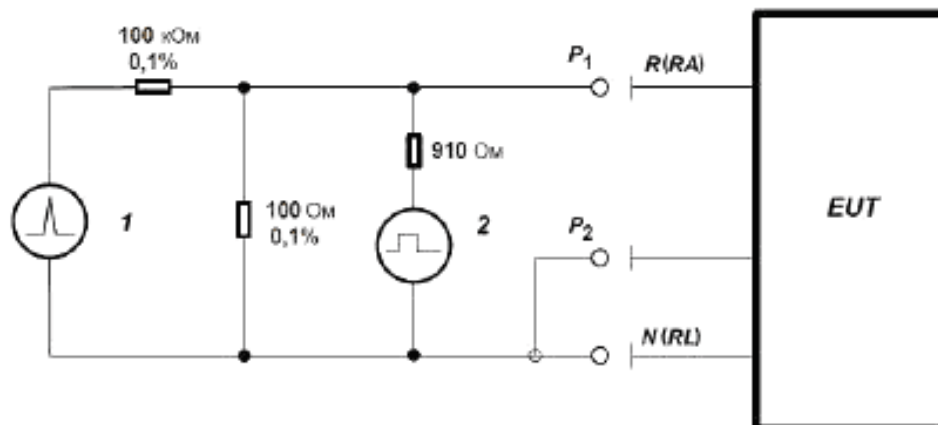 100 кОм
0,1%
P1
R(RA)
910 Ом
EUT
1
100 Ом
0,1%
2
P2
N(RL)